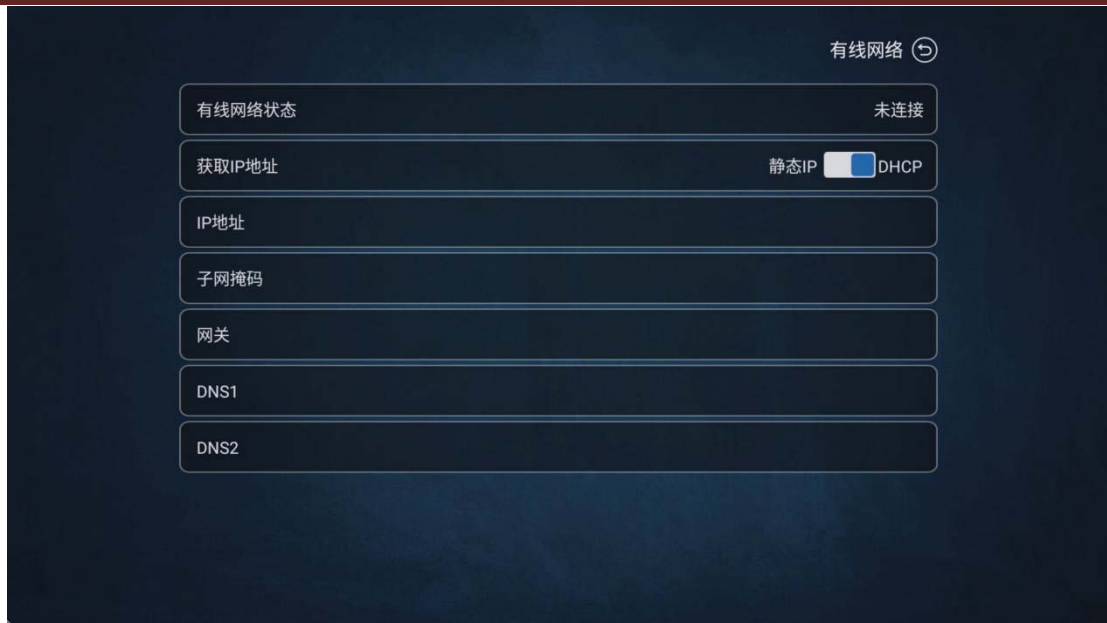 有线网络
有线网络状态 未连接
获取IP地址 静态IP DHCP
IP地址
子网掩码
网关
DNS1
DNS2